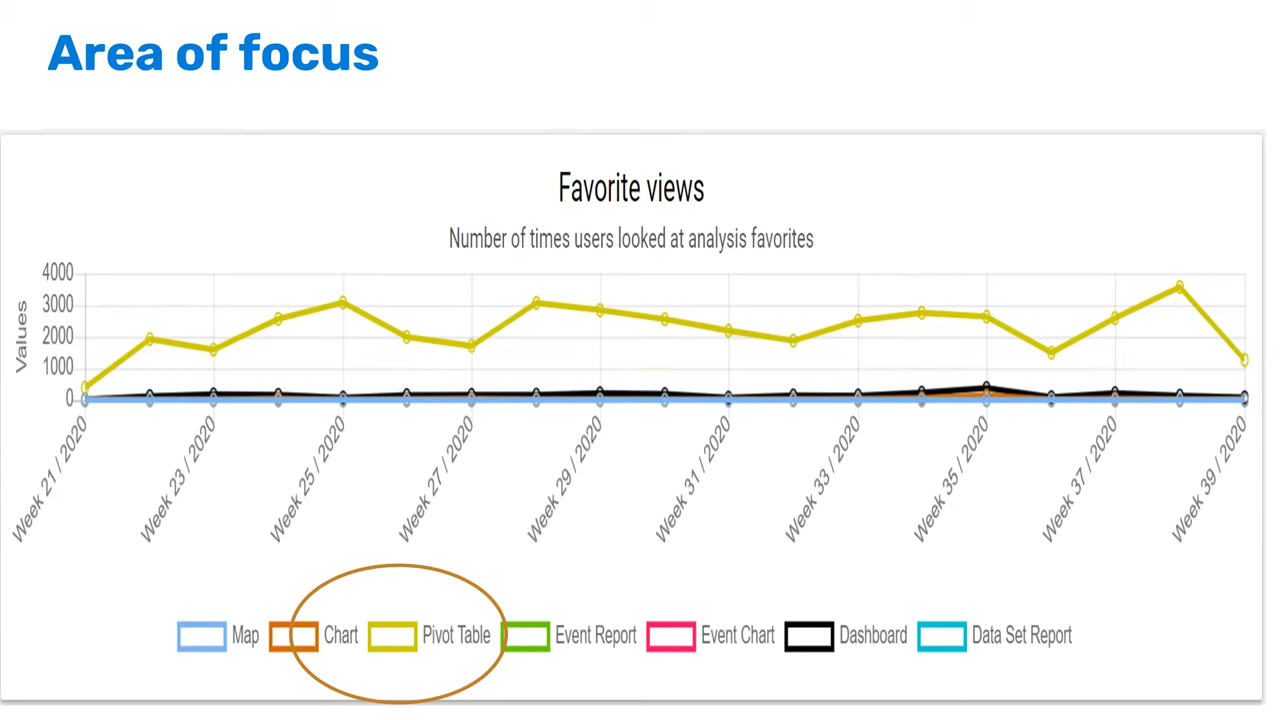 Area of focus
Favorite views
Number of times users looked at analysis favorites
Values
4000
3000
2000
1000
0
Week 21 / 2020
Week 23 / 2020
Week 25 / 2020
Week 27 / 2020
Week 29 / 2020
Week 31 / 2020
Week 33 / 2020
Week 35 / 2020
Week 37 / 2020
Week 39 / 2020
Map Chart Pivot Table Event Report Event Chart Dashboard Data Set Report